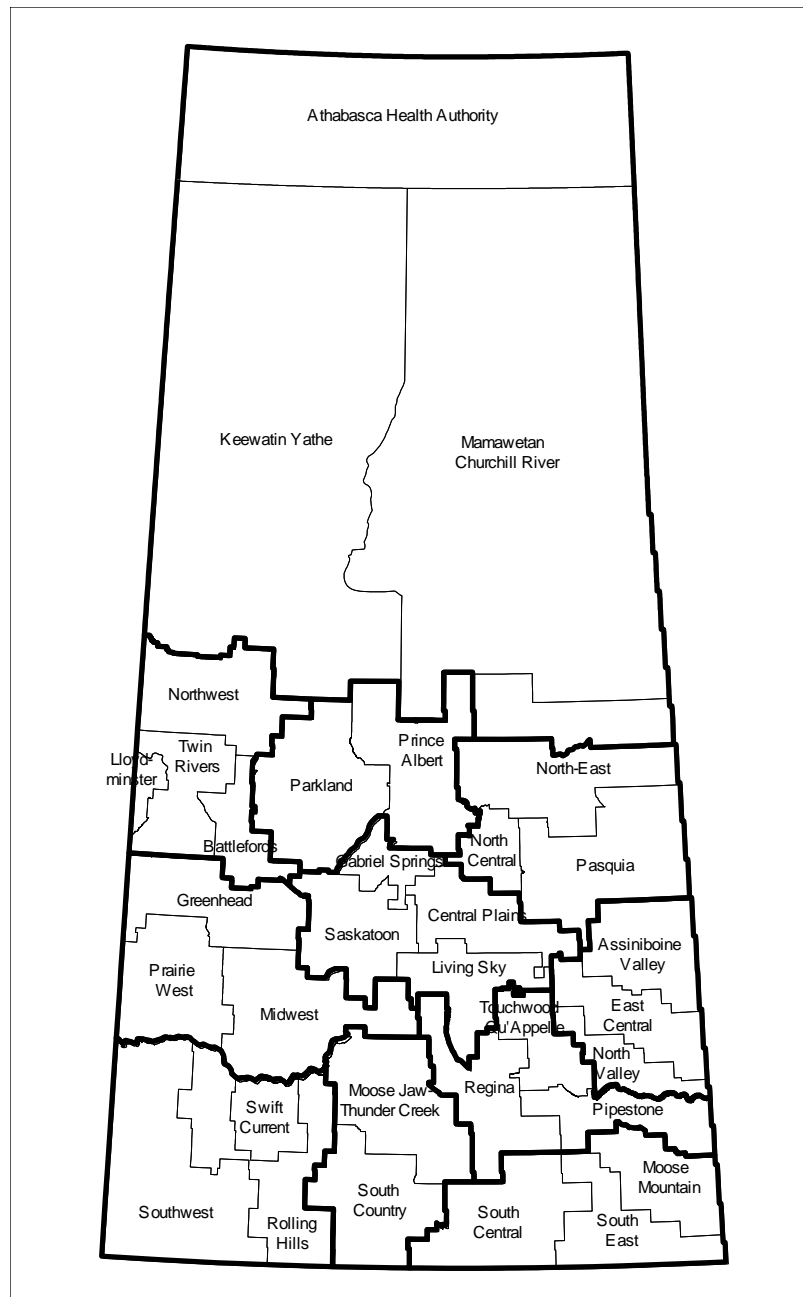 Athabasca Health Authority
Keewatin Yathe
Mamawetan
Churchill River
Northwest
Twin
Rivers
Lloyd-
minster
Prince
Albert
North-East
Parkland
Battlefords
Gabriel Springs
North
Central
Pasquia
Greenhead
Central Plains
Saskatoon
Assiniboine
Valley
Prairie
West
Living Sky
Midwest
Touchwood
Qu'Appelle
East
Central
North
Valley
Regina
Moose Jaw-
Thunder Creek
Swift
Current
Pipestone
Moose
Mountain
Southwest
Rolling
Hills
South
Country
South
Central
South
East